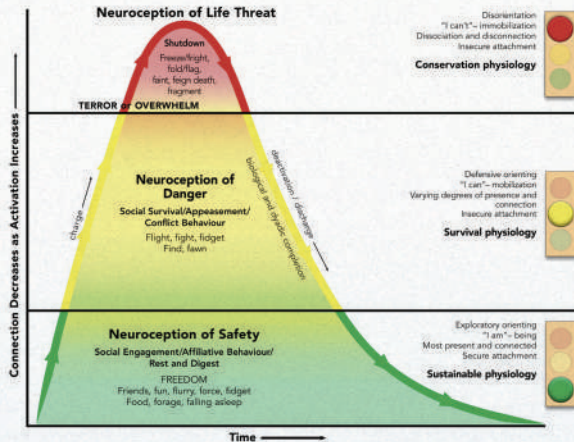 Neuroception of Life Threat
Shutdown
Freeze/fright,
fold/flag,
faint, feign death,
fragment
TERROR or OVERWHELM
Disorientation
"I can't"– immobilization
Dissociation and disconnection
Insecure attachment
Conservation physiology
Connection Decreases as Activation Increases
charge
Neuroception of
Danger
Social Survival/Appeasement/
Conflict Behaviour
Flight, fight, fidget
Find, fawn
deactivation / discharge
biological and dyadic completion
Defensive orienting
"I can"– mobilization
Varying degrees of presence and
connection
Insecure attachment
Survival physiology
Neuroception of Safety
Social Engagement/Affiliative Behaviour/
Rest and Digest
FREEDOM
Friends, fun, flurry, force, fidget
Food, forage, falling asleep
Exploratory orienting
"I am"– being
Most present and connected
Secure attachment
Sustainable physiology
Time